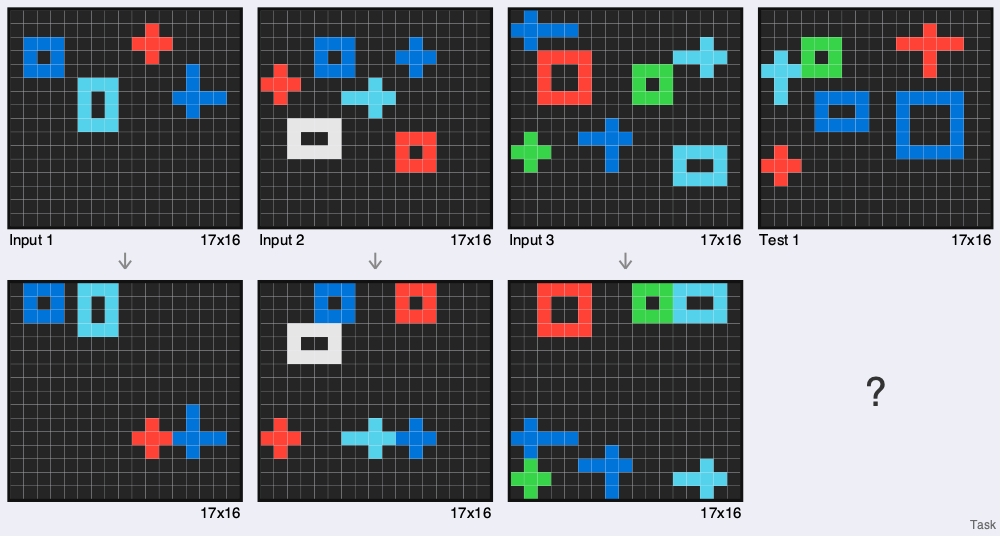 Input 1 17x16
Input 2 17x16
Input 3 17x16
Test 1 17x16
?
17x16
17x16
17x16
Task